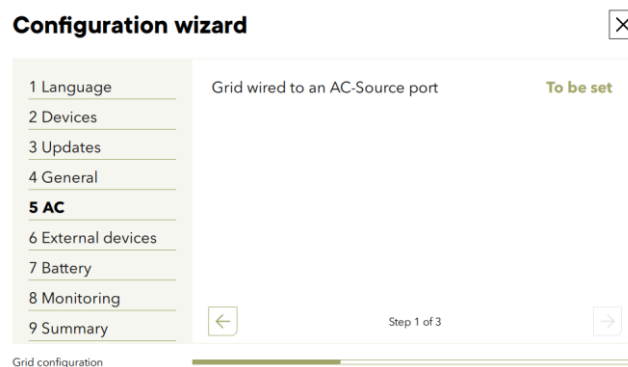 Configuration wizard
1 Language
2 Devices
3 Updates
4 General
5 AC
6 External devices
7 Battery
8 Monitoring
9 Summary
Grid wired to an AC-Source port To be set
Step 1 of 3
Grid configuration